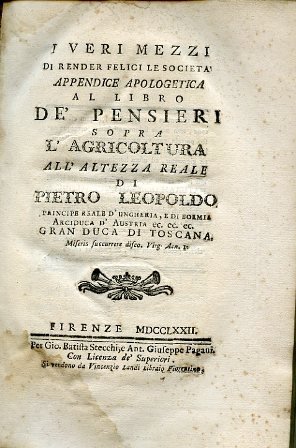 I VERI MEZZI
DI RENDER FELICI LE SOCIETA'
APPENDICE APOLOGETICA
AL LIBRO
DE' PENSIERI
SOPRA
L'AGRICOLTURA
ALL'ALTEZZA REALE
DI
PIETRO LEOPOLDO
PRINCIPE REALE D'UNGHERIA, E DI BOEMIA
ARCIDUCA D'AUSTRIA ec. ec. ec.
GRAN DUCA DI TOSCANA,
Miseris succurrere disco. Virg. Aen. 1.
FIRENZE MDCCLXXII.
Per Gio. Batista Stecchi, e Ant. Giuseppe Pagani.
Con Licenza de' Superiori.
Si vendono da Vincenzio Landi Libraio Fiorentino,